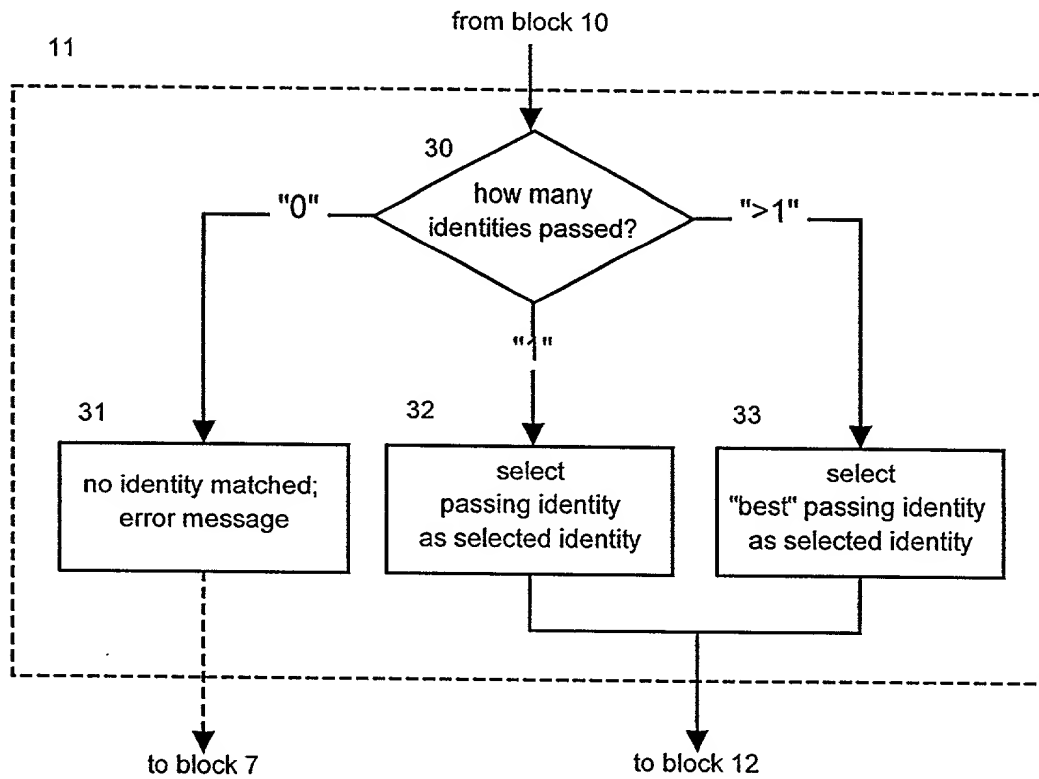 from block 10
11
30
how many
identities passed?
"0"
">1"
"1"
31
32
33
no identity matched;
error message
select
passing identity
as selected identity
select
"best" passing identity
as selected identity
to block 7
to block 12